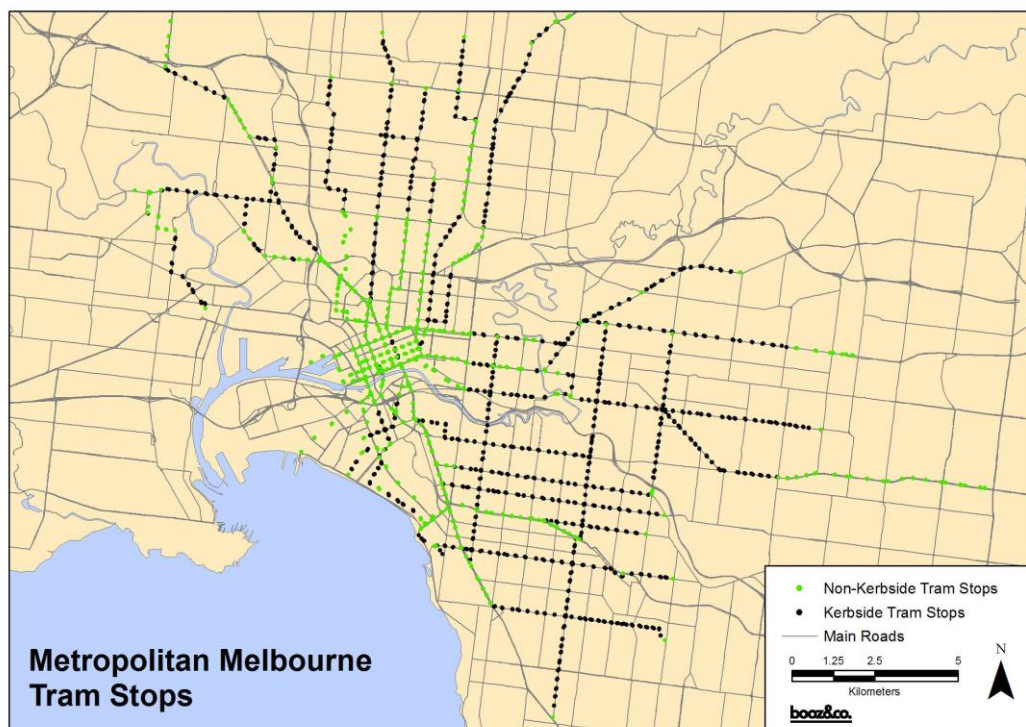 Metropolitan Melbourne
Tram Stops
Non-Kerbside Tram Stops
Kerbside Tram Stops
Main Roads
0 1.25 2.5 5
Kilometers
N
booz&co.